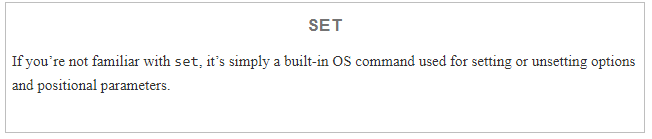 SET
If you’re not familiar with set, it’s simply a built-in OS command used for setting or unsetting options
and positional parameters.